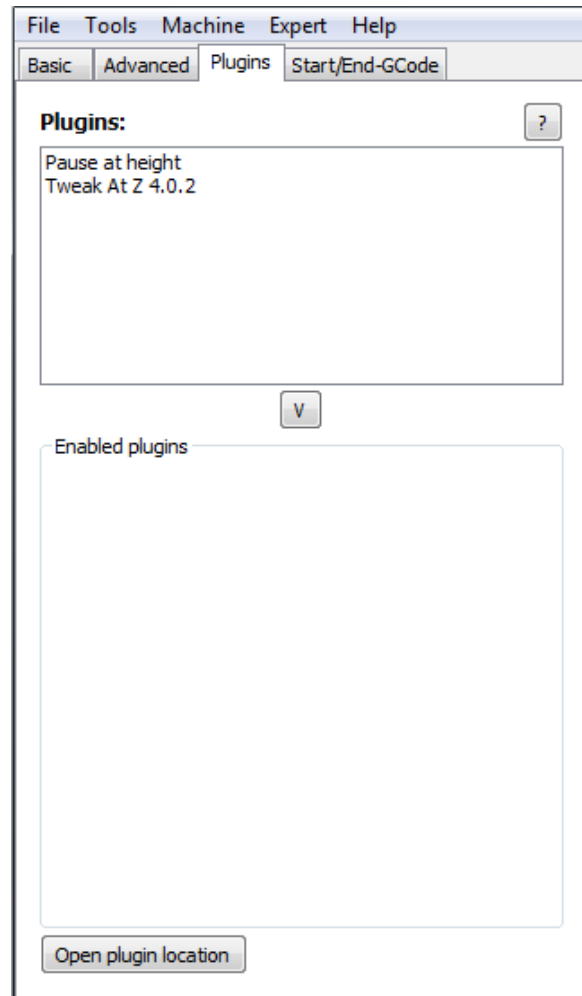 File Tools Machine Expert Help
Basic Advanced Plugins Start/End-GCode
Plugins: ?
Pause at height
Tweak At Z 4.0.2
V
Enabled plugins
Open plugin location